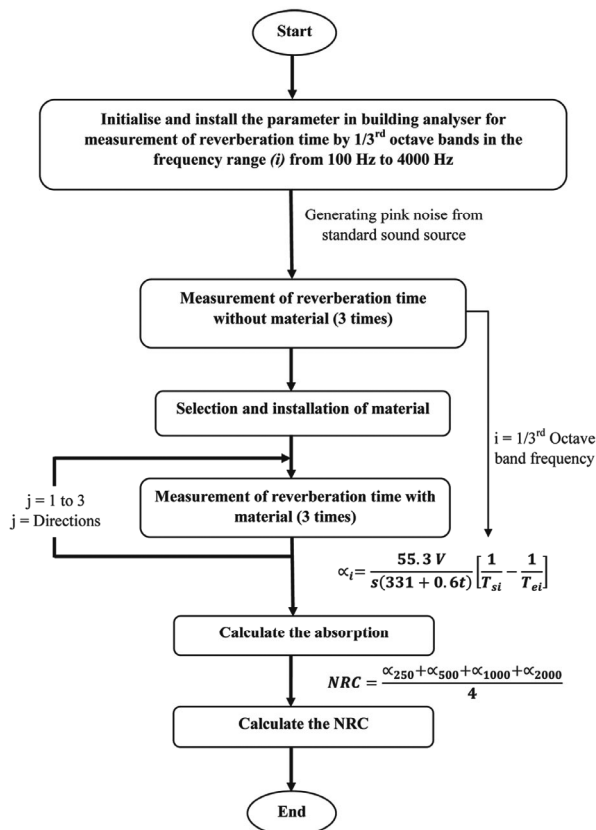 Start
Initialise and install the parameter in building analyser for
measurement of reverberation time by 1/3rd octave bands in the
frequency range (i) from 100 Hz to 4000 Hz
Generating pink noise from
standard sound source
Measurement of reverberation time
without material (3 times)
Selection and installation of material
i = 1/3rd Octave
band frequency
j = 1 to 3
j = Directions
Measurement of reverberation time with
material (3 times)
∝i= 55.3 V / s(331 + 0.6t) [1/Tsi − 1/Tei]
Calculate the absorption
NRC = ∝250+∝500+∝1000+∝2000 / 4
Calculate the NRC
End